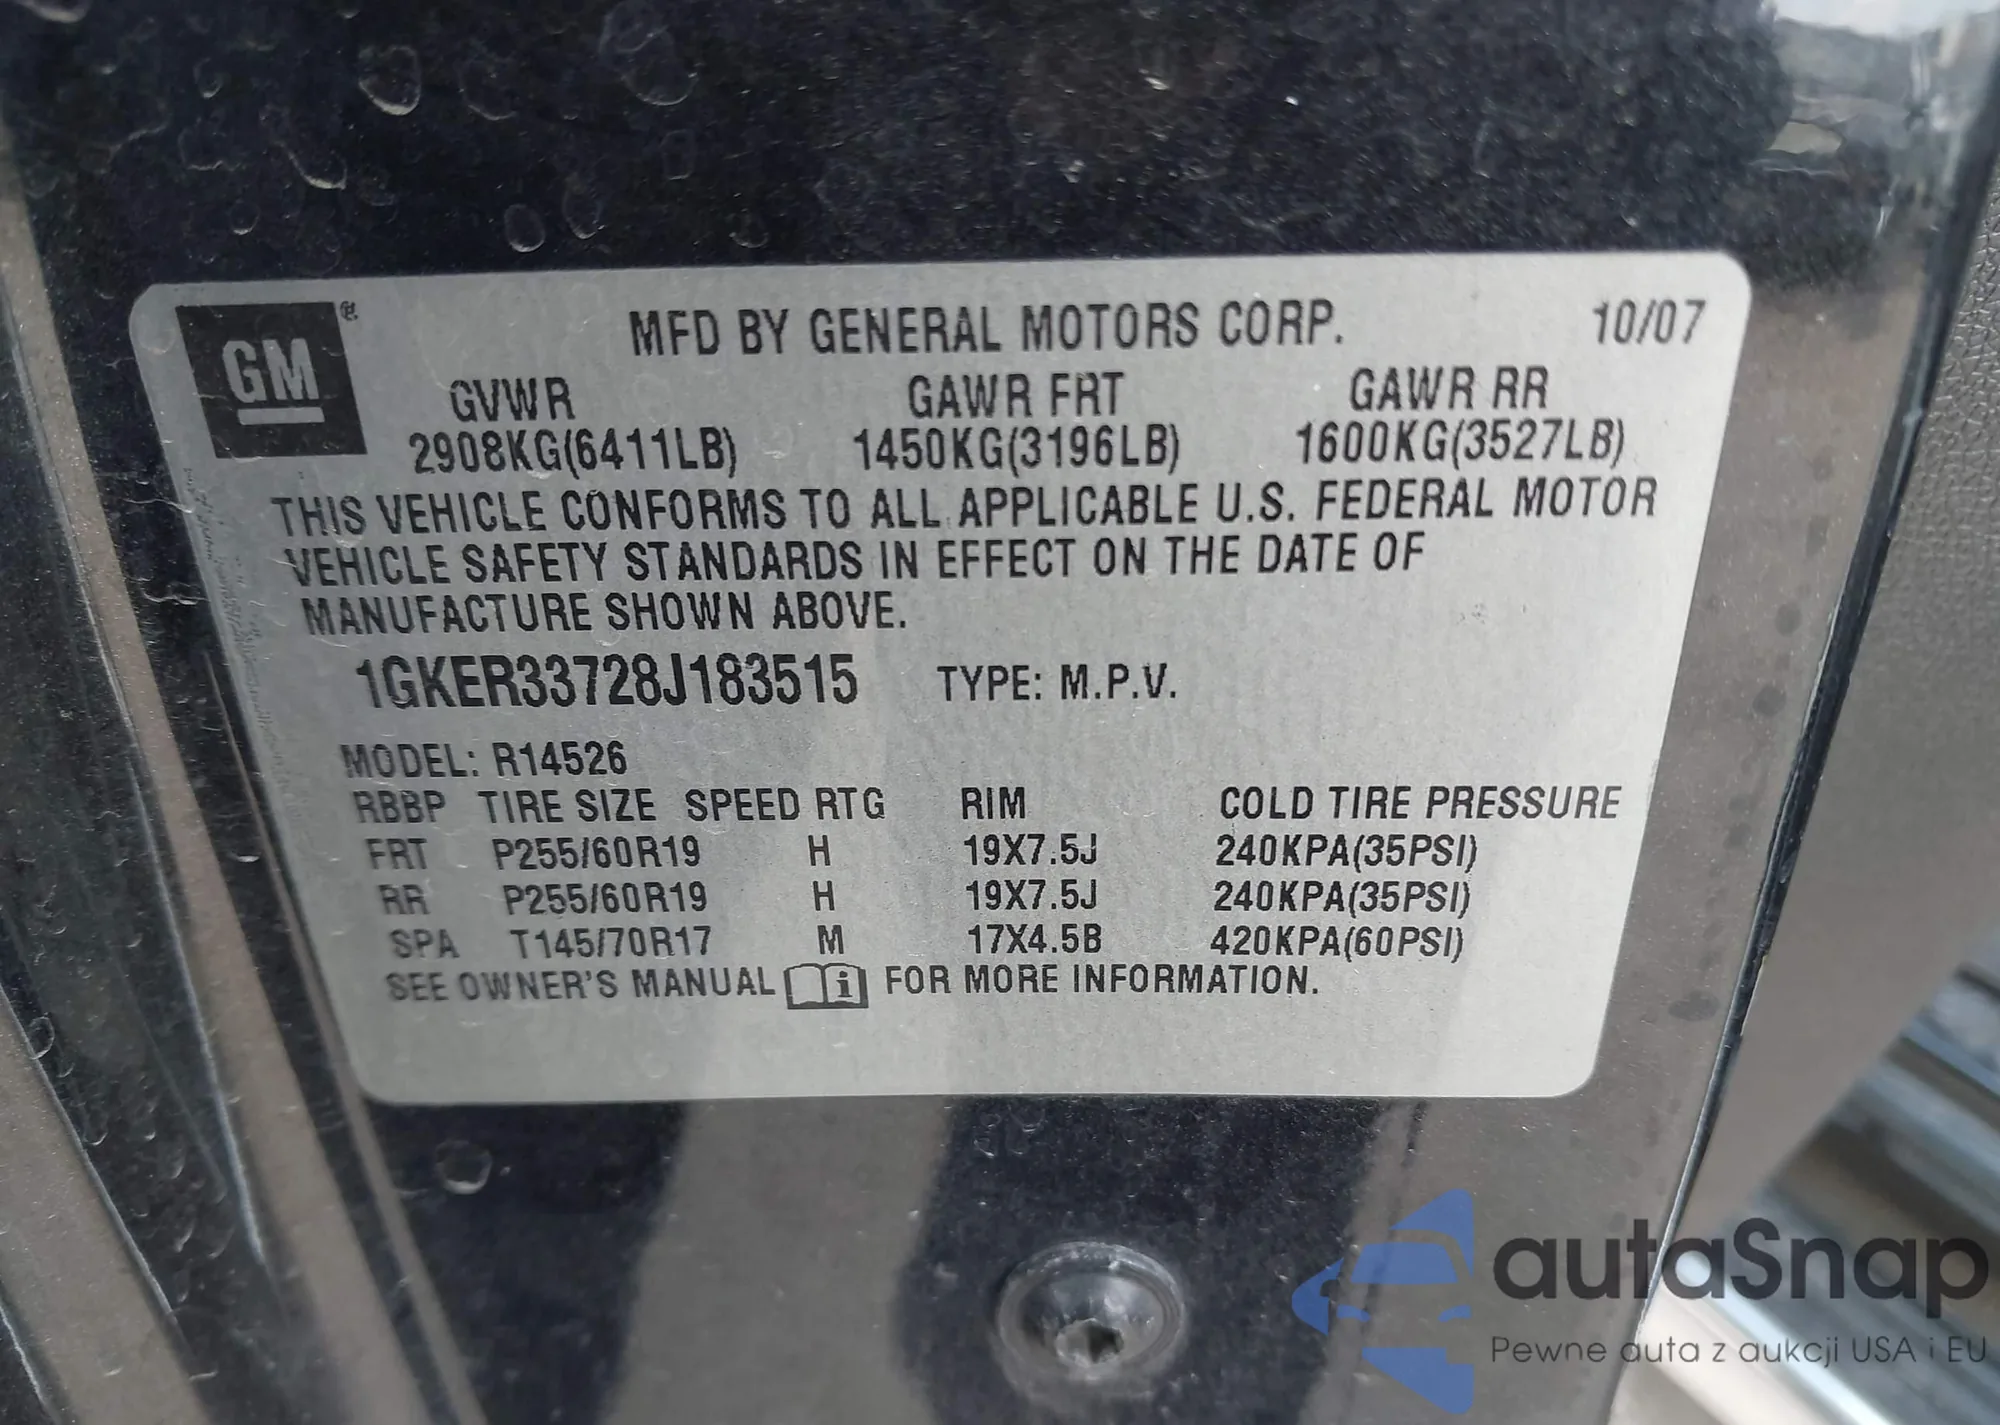 GM ®
MFD BY GENERAL MOTORS CORP. 10/07
GVWR GAWR FRT GAWR RR
2908KG(6411LB) 1450KG(3196LB) 1600KG(3527LB)
THIS VEHICLE CONFORMS TO ALL APPLICABLE U.S. FEDERAL MOTOR
VEHICLE SAFETY STANDARDS IN EFFECT ON THE DATE OF
MANUFACTURE SHOWN ABOVE.
1GKER33728J183515 TYPE: M.P.V.
MODEL: R14526
RBBP TIRE SIZE SPEED RTG RIM COLD TIRE PRESSURE
FRT P255/60R19 H 19X7.5J 240KPA(35PSI)
RR P255/60R19 H 19X7.5J 240KPA(35PSI)
SPA T145/70R17 M 17X4.5B 420KPA(60PSI)
SEE OWNER'S MANUAL i FOR MORE INFORMATION.
autaSnap
Pewne auta z aukcji USA i EU